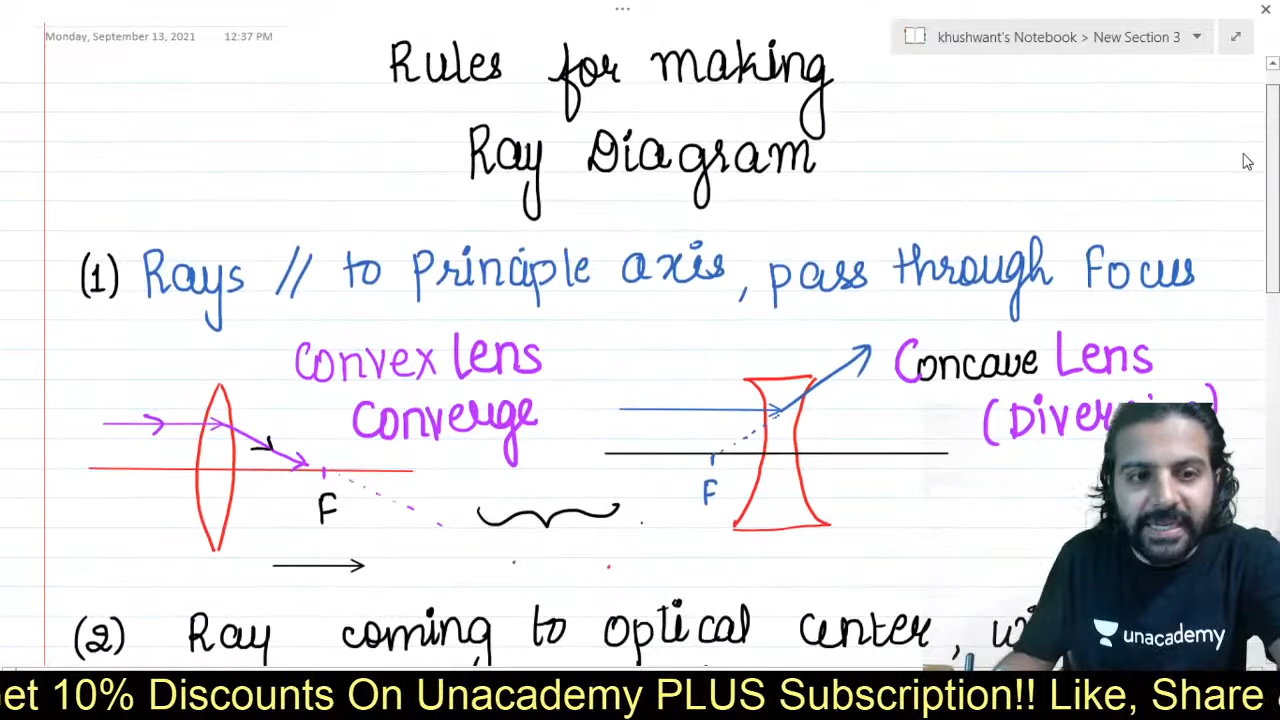 Monday, September 13, 2021 12:37 PM
khushwant's Notebook > New Section 3
Rules for making
Ray Diagram
(1) Rays // to Principle axis, pass through Focus
Convex Lens
Converge
F
Concave Lens
F
(2) Ray coming to optical center,
unacademy
et 10% Discounts On Unacademy PLUS Subscription!! Like, Share